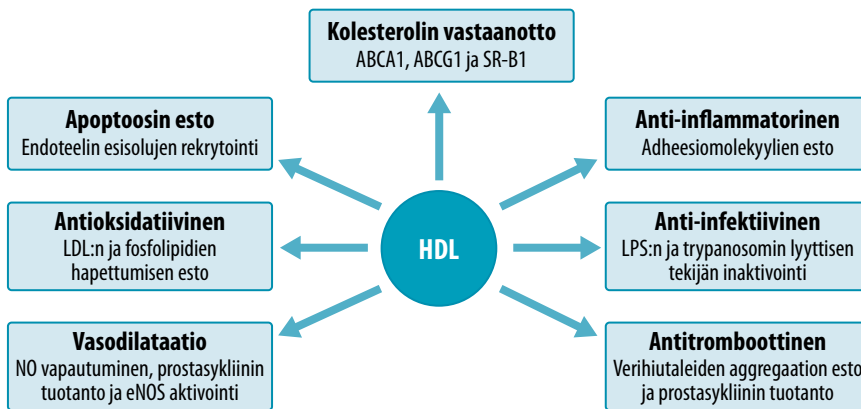 Kolesterolin vastaanotto
ABCA1, ABCG1 ja SR-B1
Apoptoosin esto
Endoteelin esisolujen rekrytointi
Anti-inflammatorinen
Adheesiomolekyylien esto
Antioksidatiivinen
LDL:n ja fosfolipidien
hapettumisen esto
HDL
Anti-infektiivinen
LPS:n ja trypanosomin lyyttisen
tekijän inaktivointi
Vasodilataatio
NO vapautuminen, prostasykliinin
tuotanto ja eNOS aktivointi
Antitromboottinen
Verihiutaleiden aggregaation esto
ja prostasykliinin tuotanto